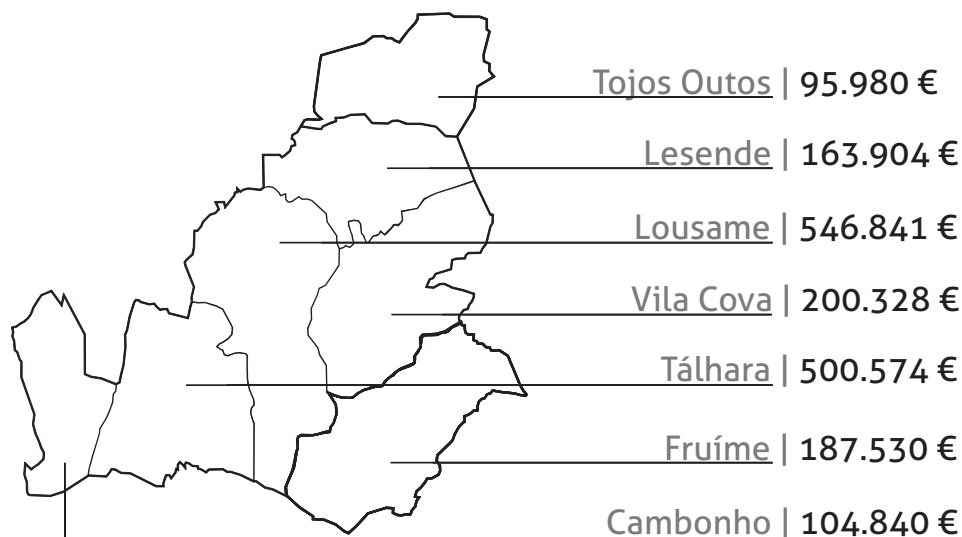 Tojos Outos | 95.980 €
Lesende | 163.904 €
Lousame | 546.841 €
Vila Cova | 200.328 €
Tálhara | 500.574 €
Fruíme | 187.530 €
Cambonho | 104.840 €